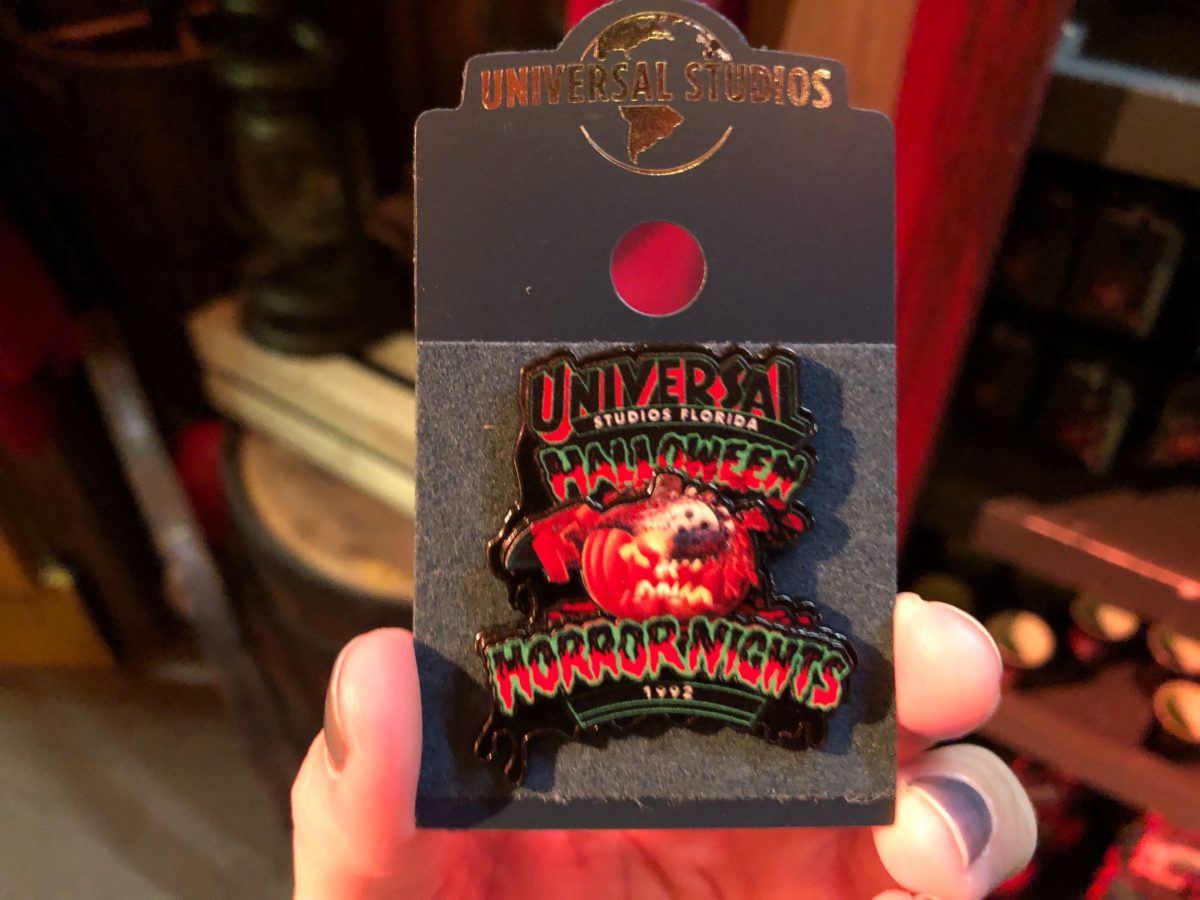 UNIVERSAL STUDIOS
UNIVERSAL
STUDIOS FLORIDA
HALLOWEEN
HORROR NIGHTS
1992